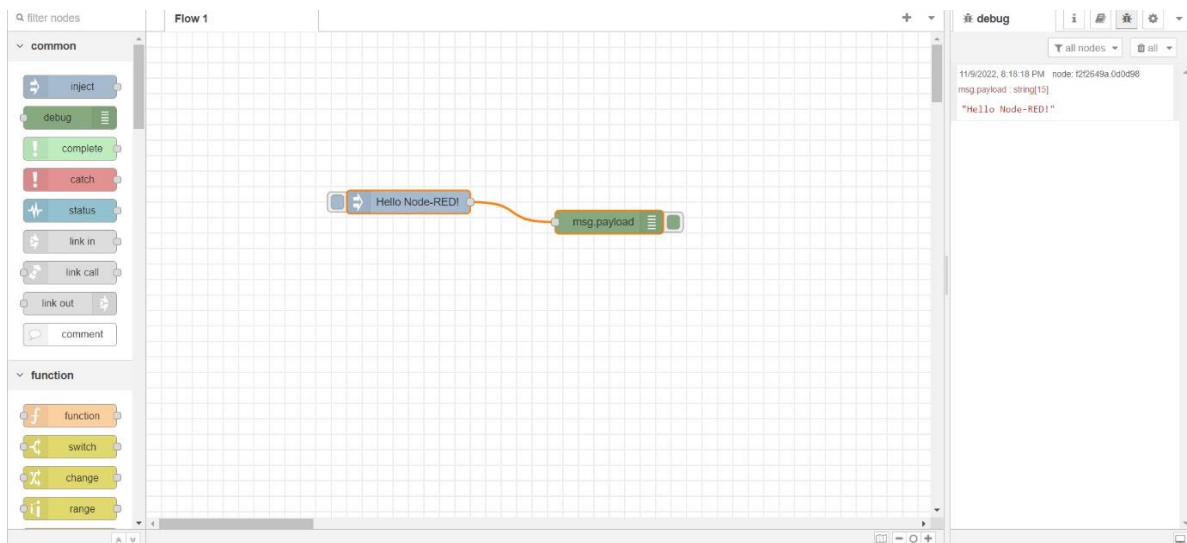 filter nodes
common
inject
debug
complete
catch
status
link in
link call
link out
comment
function
function
switch
change
range
Flow 1
Hello Node-RED!
msg.payload
debug
all nodes
all
11/9/2022, 8:18:18 PM node: f2f2649a.0d0d98
msg.payload : string[15]
"Hello Node-RED!"